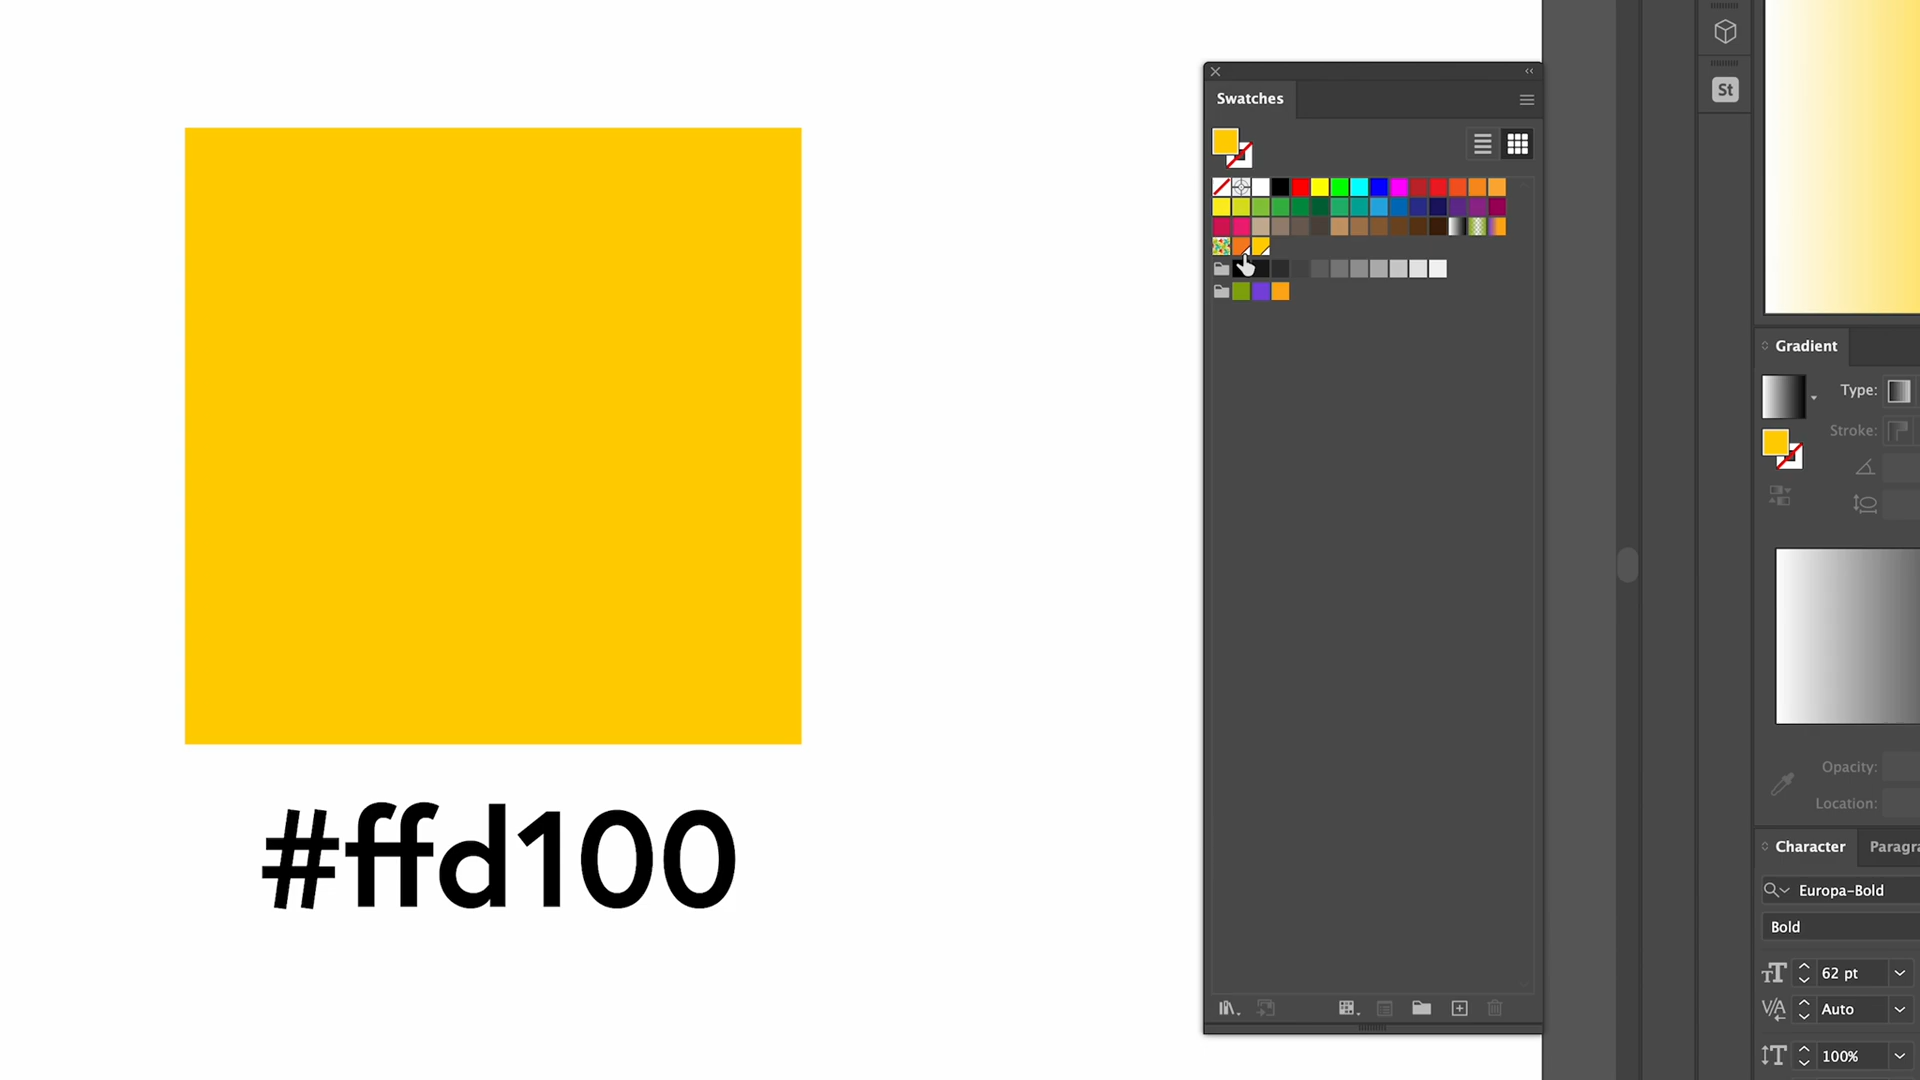 #ffd100
Swatches
St
Gradient
Type:
Stroke:
Opacity:
Location:
Character
Paragra
Europa-Bold
Bold
62 pt
Auto
100%